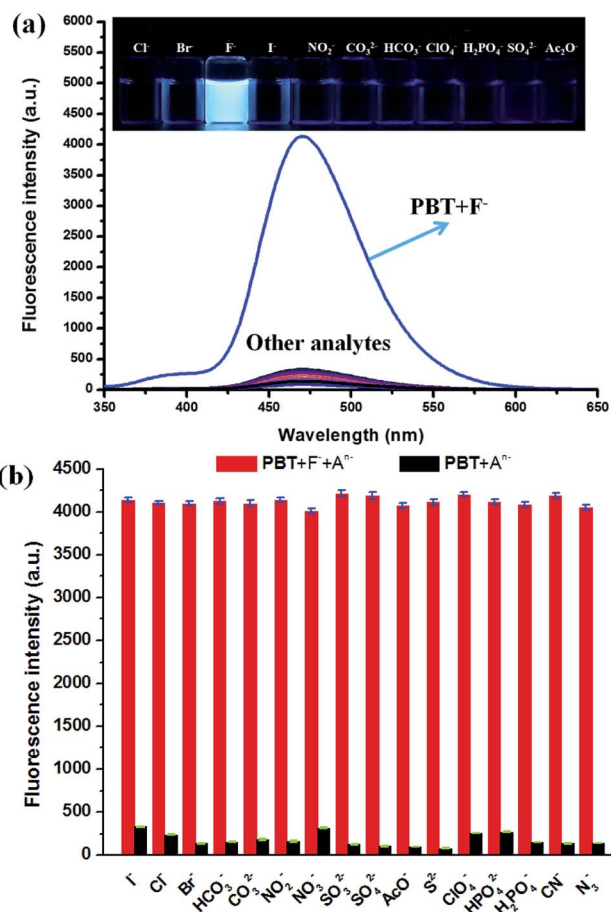 (a)
6000
5500
5000
4500
4000
3500
3000
2500
2000
1500
1000
500
0
Fluorescence intensity (a.u.)
Cl⁻ Br⁻ F⁻ I⁻ NO₂⁻ CO₃²⁻ HCO₃⁻ ClO₄⁻ H₂PO₄⁻ SO₄²⁻ Ac₂O⁻
PBT+F⁻
Other analytes
350 400 450 500 550 600 650
Wavelength (nm)
(b)
PBT+F⁻+Aⁿ⁻ PBT+Aⁿ⁻
4500
4000
3500
3000
2500
2000
1500
1000
500
0
Fluorescence intensity (a.u.)
I⁻ Cl⁻ Br⁻ HCO₃⁻ CO₃²⁻ NO₂⁻ NO₃⁻ SO₃²⁻ SO₄²⁻ AcO⁻ S²⁻ ClO₄⁻ HPO₄²⁻ H₂PO₄⁻ CN⁻ N₃⁻